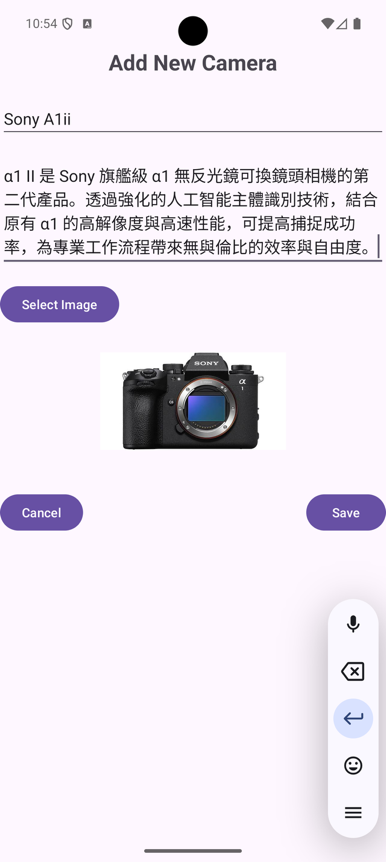 10:54
Add New Camera
Sony A1ii
α1 II 是 Sony 旗艦級 α1 無反光鏡可換鏡頭相機的第
二代產品。透過強化的人工智能主體識別技術，結合
原有 α1 的高解像度與高速性能，可提高捕捉成功
率，為專業工作流程帶來無與倫比的效率與自由度。
Select Image
SONY
α
1
Cancel
Save